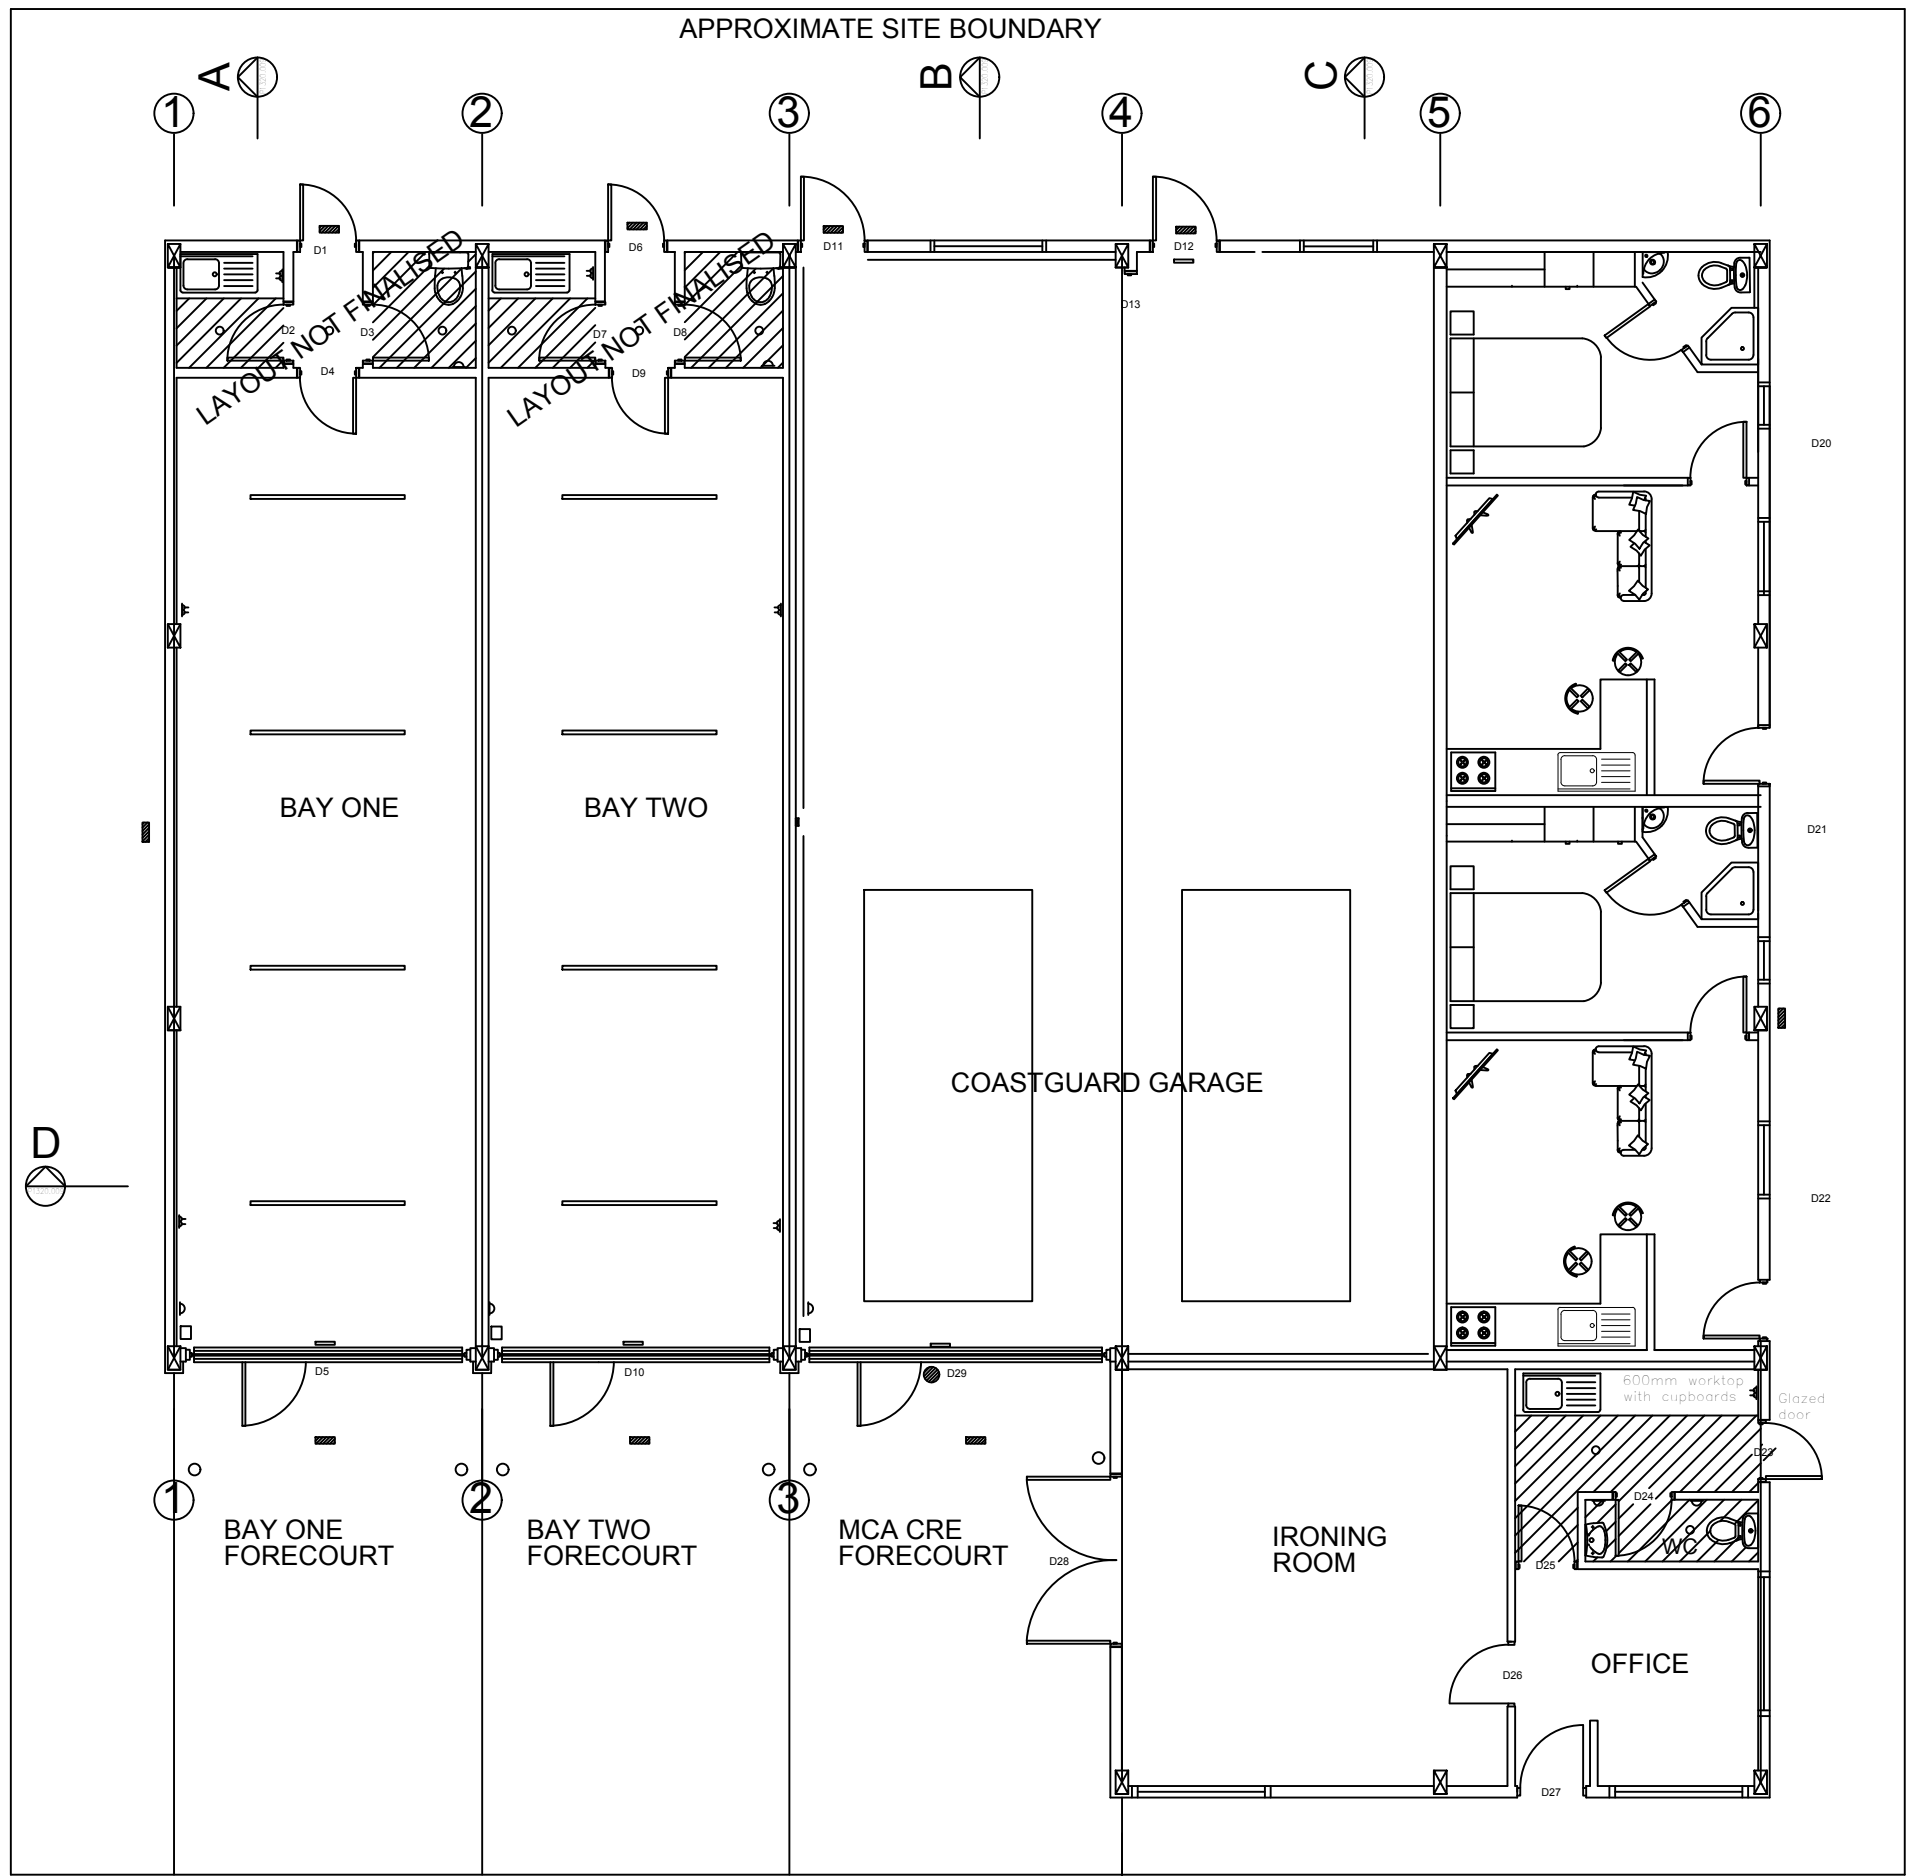 APPROXIMATE SITE BOUNDARY
A
B
C
1
2
3
4
5
6
D1
D6
D11
D12
LAYOUT NOT FINALISED
LAYOUT NOT FINALISED
D13
D2
D3
D7
D8
D4
D9
D20
BAY ONE
BAY TWO
D21
COASTGUARD GARAGE
D
D22
D5
D10
D29
600mm worktop
with cupboards
Glazed
door
D23
1
2
3
D24
BAY ONE
FORECOURT
BAY TWO
FORECOURT
MCA CRE
FORECOURT
D28
IRONING
ROOM
WC
D25
OFFICE
D26
D27